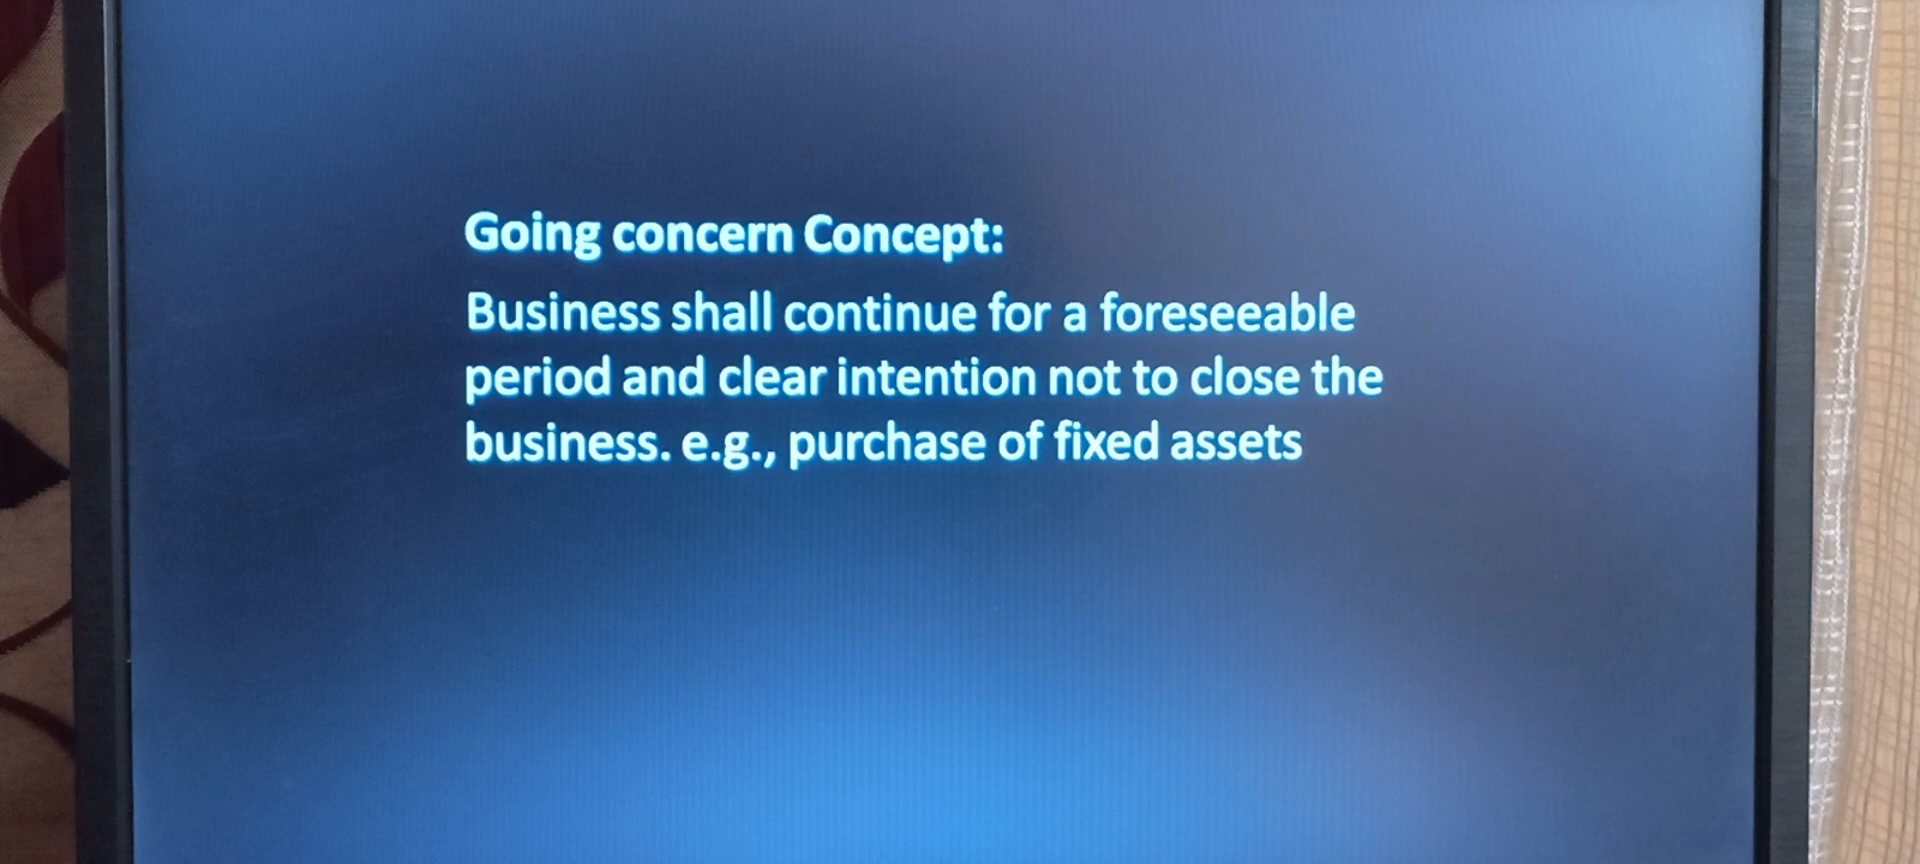 Going concern Concept:
Business shall continue for a foreseeable
period and clear intention not to close the
business. e.g., purchase of fixed assets